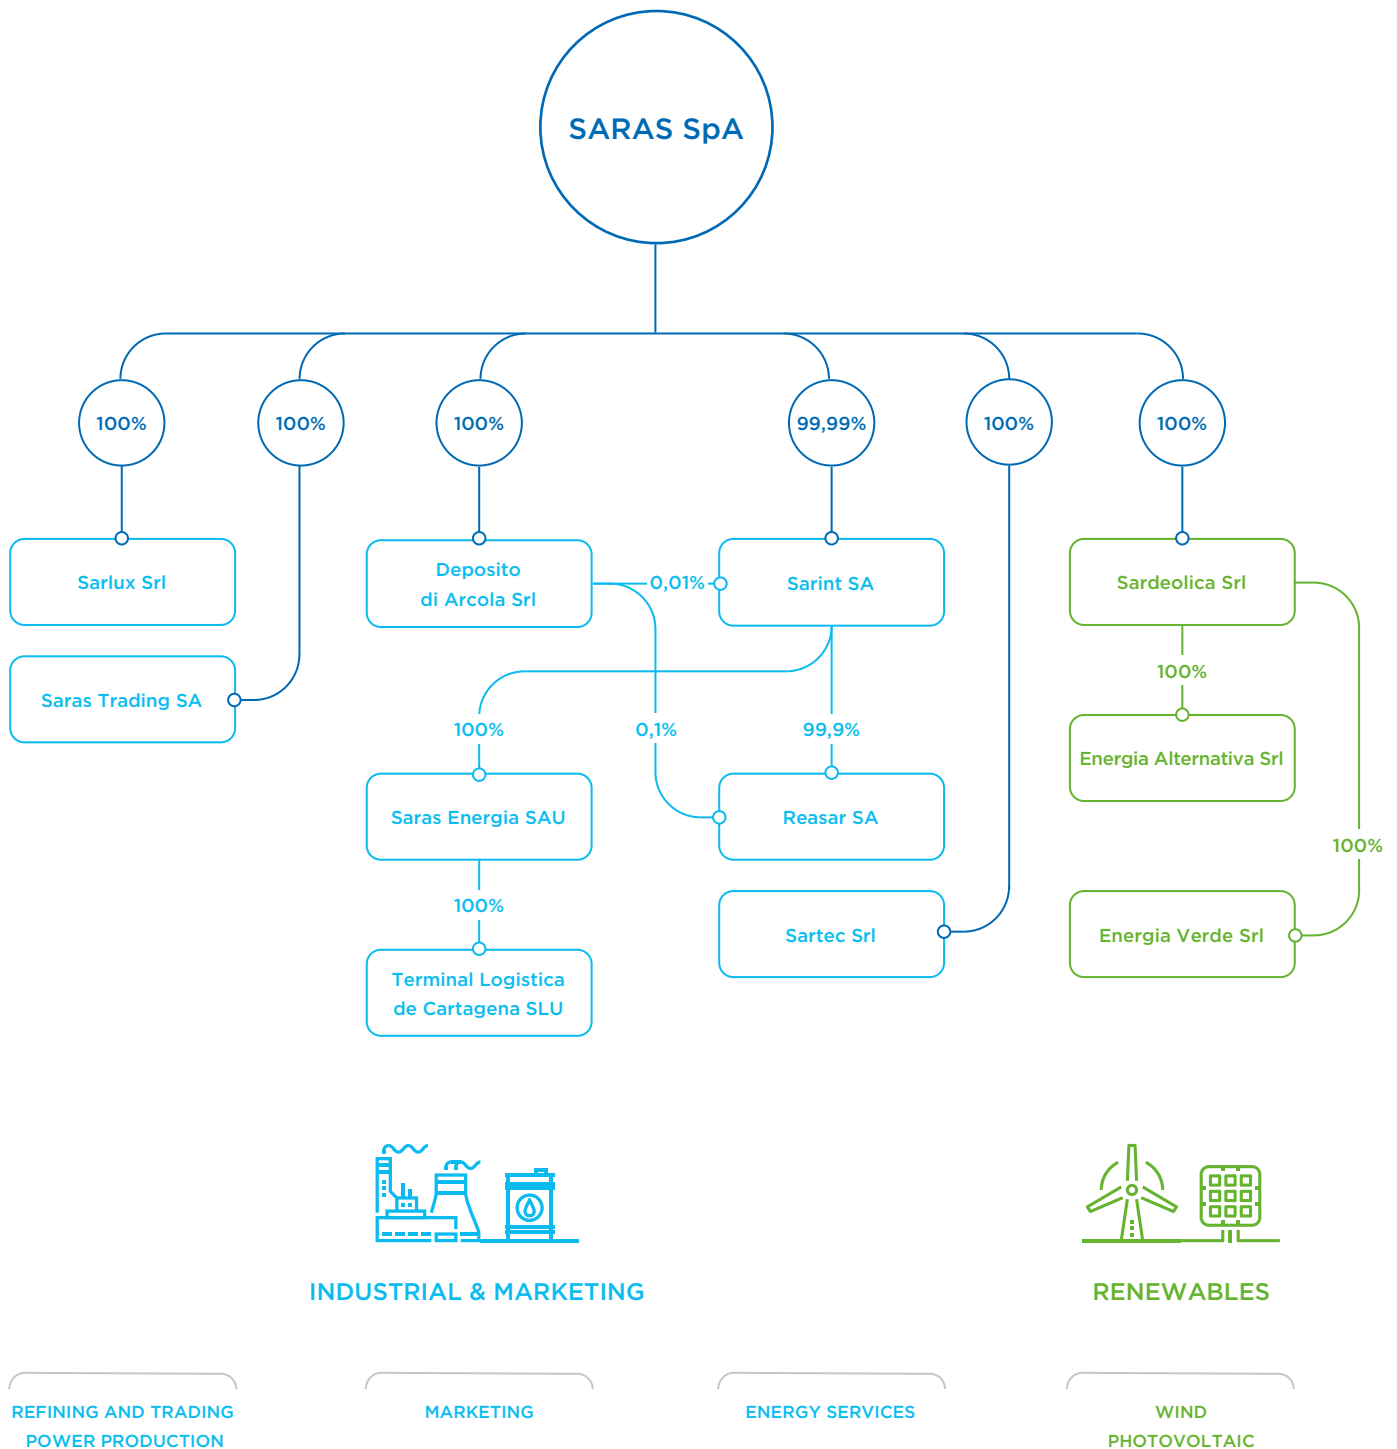 SARAS SpA
100%
100%
100%
99,99%
100%
100%
Sarlux Srl
Deposito
di Arcola Srl
0,01%
Sarint SA
Sardeolica Srl
100%
Saras Trading SA
100%
0,1%
99,9%
Energia Alternativa Srl
Saras Energia SAU
Reasar SA
100%
100%
Sartec Srl
Energia Verde Srl
Terminal Logistica
de Cartagena SLU
INDUSTRIAL & MARKETING
RENEWABLES
REFINING AND TRADING
POWER PRODUCTION
MARKETING
ENERGY SERVICES
WIND
PHOTOVOLTAIC